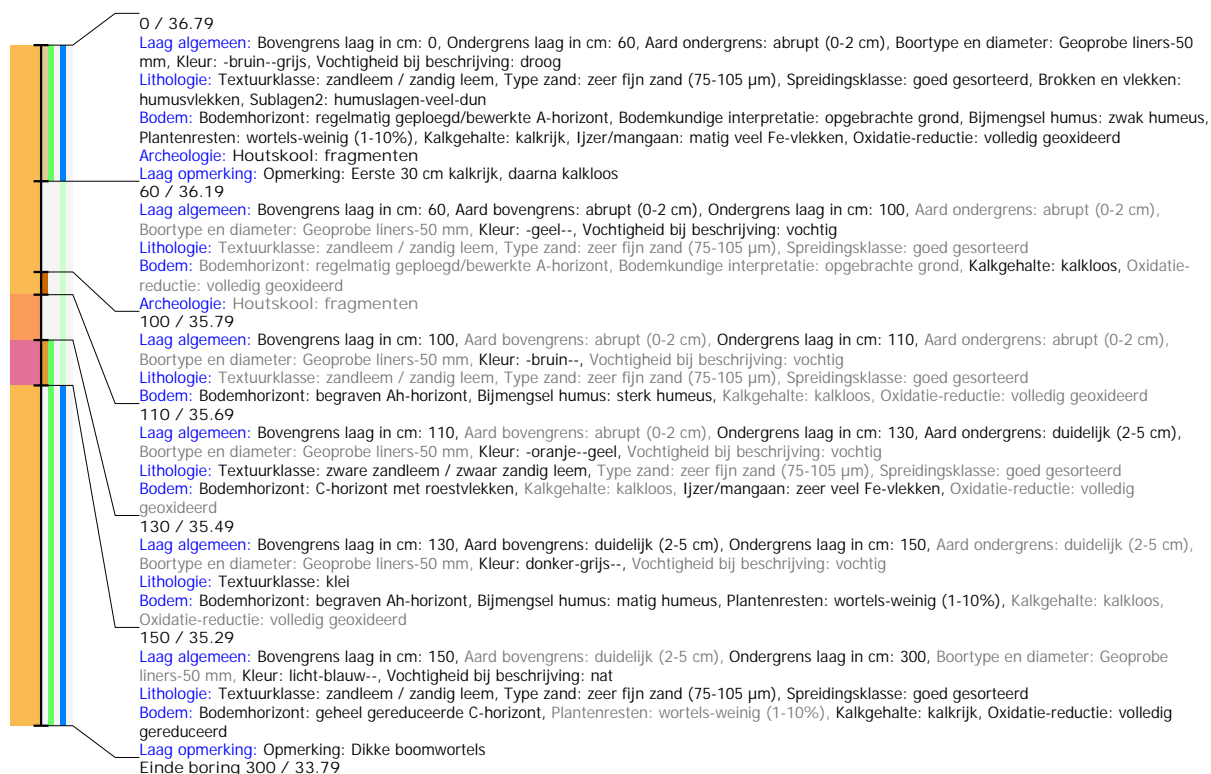 0 / 36.79
Laag algemeen: Bovengrens laag in cm: 0, Ondergrens laag in cm: 60, Aard ondergrens: abrupt (0-2 cm), Boortype en diameter: Geoprobe liners-50
mm, Kleur: -bruin--grijs, Vochtigheid bij beschrijving: droog
Lithologie: Textuurklasse: zandleem / zandig leem, Type zand: zeer fijn zand (75-105 µm), Spreidingsklasse: goed gesorteerd, Brokken en vlekken:
humusvlekken, Sublagen2: humuslagen-veel-dun
Bodem: Bodemhorizont: regelmatig geploegd/bewerkte A-horizont, Bodemkundige interpretatie: opgebrachte grond, Bijmengsel humus: zwak humeus,
Plantenresten: wortels-weinig (1-10%), Kalkgehalte: kalkrijk, Ijzer/mangaan: matig veel Fe-vlekken, Oxidatie-reductie: volledig geoxideerd
Archeologie: Houtskool: fragmenten
Laag opmerking: Opmerking: Eerste 30 cm kalkrijk, daarna kalkloos
60 / 36.19
Laag algemeen: Bovengrens laag in cm: 60, Aard bovengrens: abrupt (0-2 cm), Ondergrens laag in cm: 100, Aard ondergrens: abrupt (0-2 cm),
Boortype en diameter: Geoprobe liners-50 mm, Kleur: -geel--, Vochtigheid bij beschrijving: vochtig
Lithologie: Textuurklasse: zandleem / zandig leem, Type zand: zeer fijn zand (75-105 µm), Spreidingsklasse: goed gesorteerd
Bodem: Bodemhorizont: regelmatig geploegd/bewerkte A-horizont, Bodemkundige interpretatie: opgebrachte grond, Kalkgehalte: kalkloos, Oxidatie-
reductie: volledig geoxideerd
Archeologie: Houtskool: fragmenten
100 / 35.79
Laag algemeen: Bovengrens laag in cm: 100, Aard bovengrens: abrupt (0-2 cm), Ondergrens laag in cm: 110, Aard ondergrens: abrupt (0-2 cm),
Boortype en diameter: Geoprobe liners-50 mm, Kleur: -bruin--, Vochtigheid bij beschrijving: vochtig
Lithologie: Textuurklasse: zandleem / zandig leem, Type zand: zeer fijn zand (75-105 µm), Spreidingsklasse: goed gesorteerd
Bodem: Bodemhorizont: begraven Ah-horizont, Bijmengsel humus: sterk humeus, Kalkgehalte: kalkloos, Oxidatie-reductie: volledig geoxideerd
110 / 35.69
Laag algemeen: Bovengrens laag in cm: 110, Aard bovengrens: abrupt (0-2 cm), Ondergrens laag in cm: 130, Aard ondergrens: duidelijk (2-5 cm),
Boortype en diameter: Geoprobe liners-50 mm, Kleur: -oranje--geel, Vochtigheid bij beschrijving: vochtig
Lithologie: Textuurklasse: zware zandleem / zwaar zandig leem, Type zand: zeer fijn zand (75-105 µm), Spreidingsklasse: goed gesorteerd
Bodem: Bodemhorizont: C-horizont met roestvlekken, Kalkgehalte: kalkloos, Ijzer/mangaan: zeer veel Fe-vlekken, Oxidatie-reductie: volledig
geoxideerd
130 / 35.49
Laag algemeen: Bovengrens laag in cm: 130, Aard bovengrens: duidelijk (2-5 cm), Ondergrens laag in cm: 150, Aard ondergrens: duidelijk (2-5 cm),
Boortype en diameter: Geoprobe liners-50 mm, Kleur: donker-grijs--, Vochtigheid bij beschrijving: vochtig
Lithologie: Textuurklasse: klei
Bodem: Bodemhorizont: begraven Ah-horizont, Bijmengsel humus: matig humeus, Plantenresten: wortels-weinig (1-10%), Kalkgehalte: kalkloos,
Oxidatie-reductie: volledig geoxideerd
150 / 35.29
Laag algemeen: Bovengrens laag in cm: 150, Aard bovengrens: duidelijk (2-5 cm), Ondergrens laag in cm: 300, Boortype en diameter: Geoprobe
liners-50 mm, Kleur: licht-blauw--, Vochtigheid bij beschrijving: nat
Lithologie: Textuurklasse: zandleem / zandig leem, Type zand: zeer fijn zand (75-105 µm), Spreidingsklasse: goed gesorteerd
Bodem: Bodemhorizont: geheel gereduceerde C-horizont, Plantenresten: wortels-weinig (1-10%), Kalkgehalte: kalkrijk, Oxidatie-reductie: volledig
gereduceerd
Laag opmerking: Opmerking: Dikke boomwortels
Einde boring 300 / 33.79